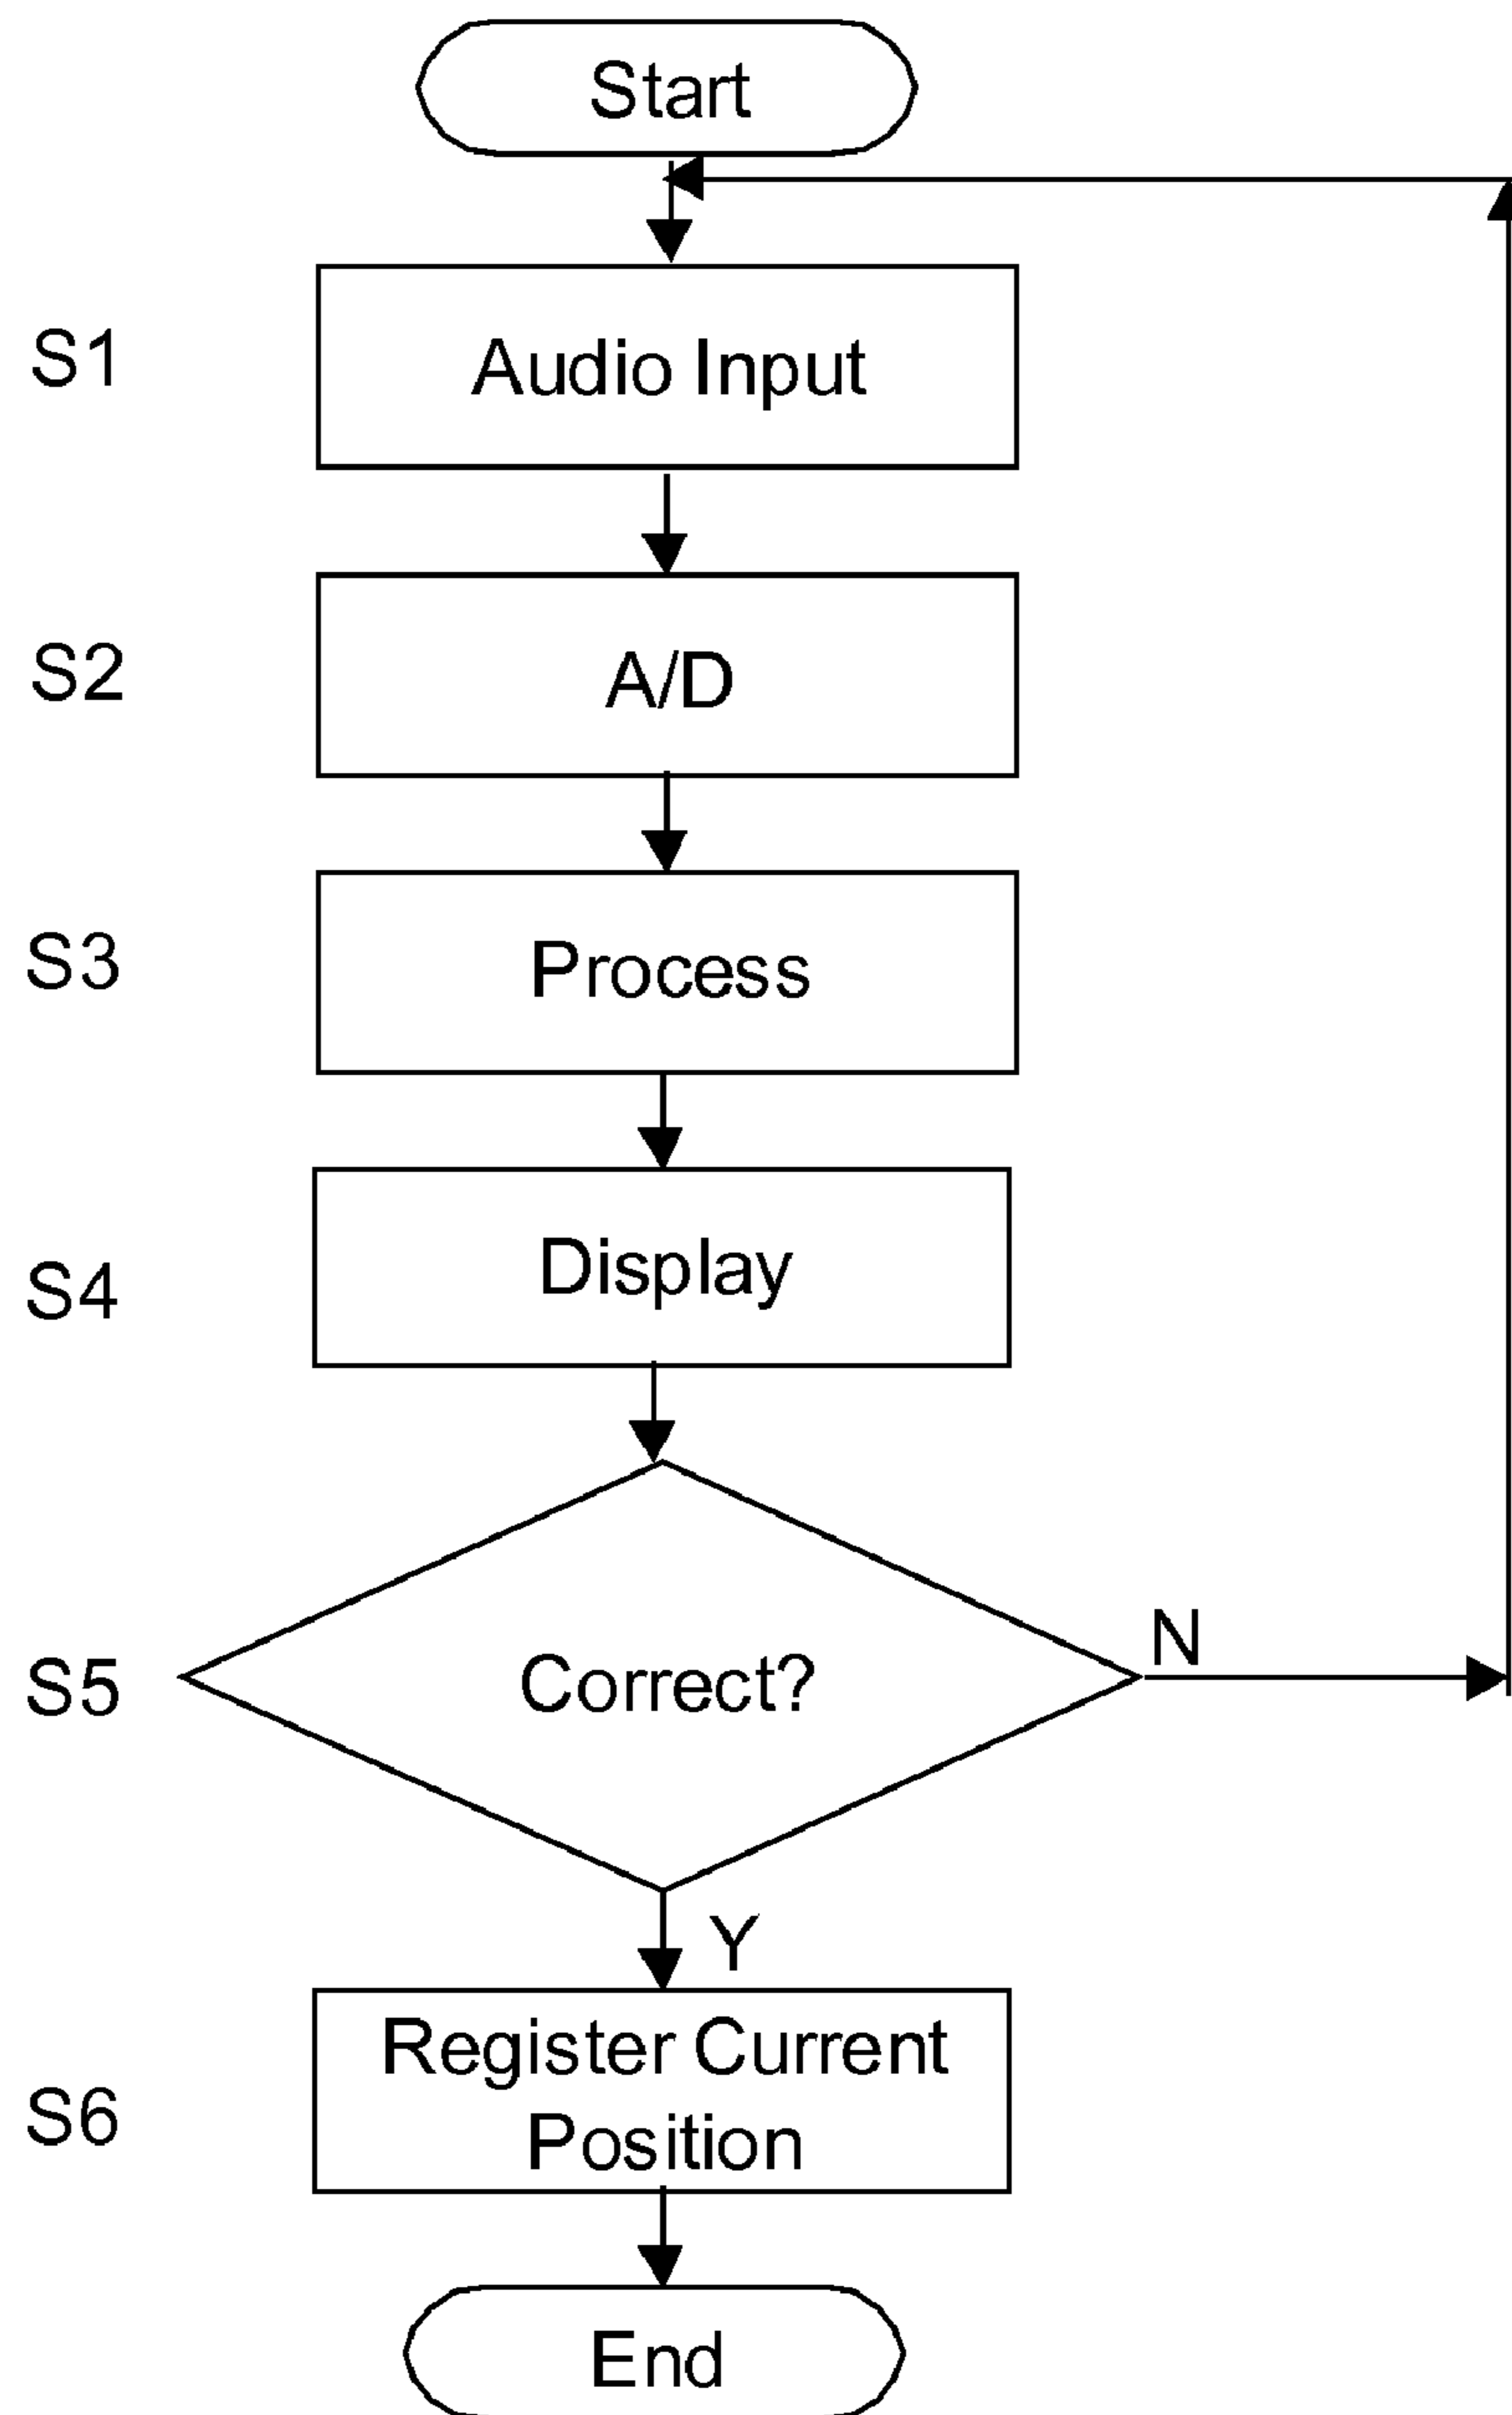 Start
S1
Audio Input
S2
A/D
S3
Process
S4
Display
S5
Correct?
N
Y
S6
Register Current
Position
End